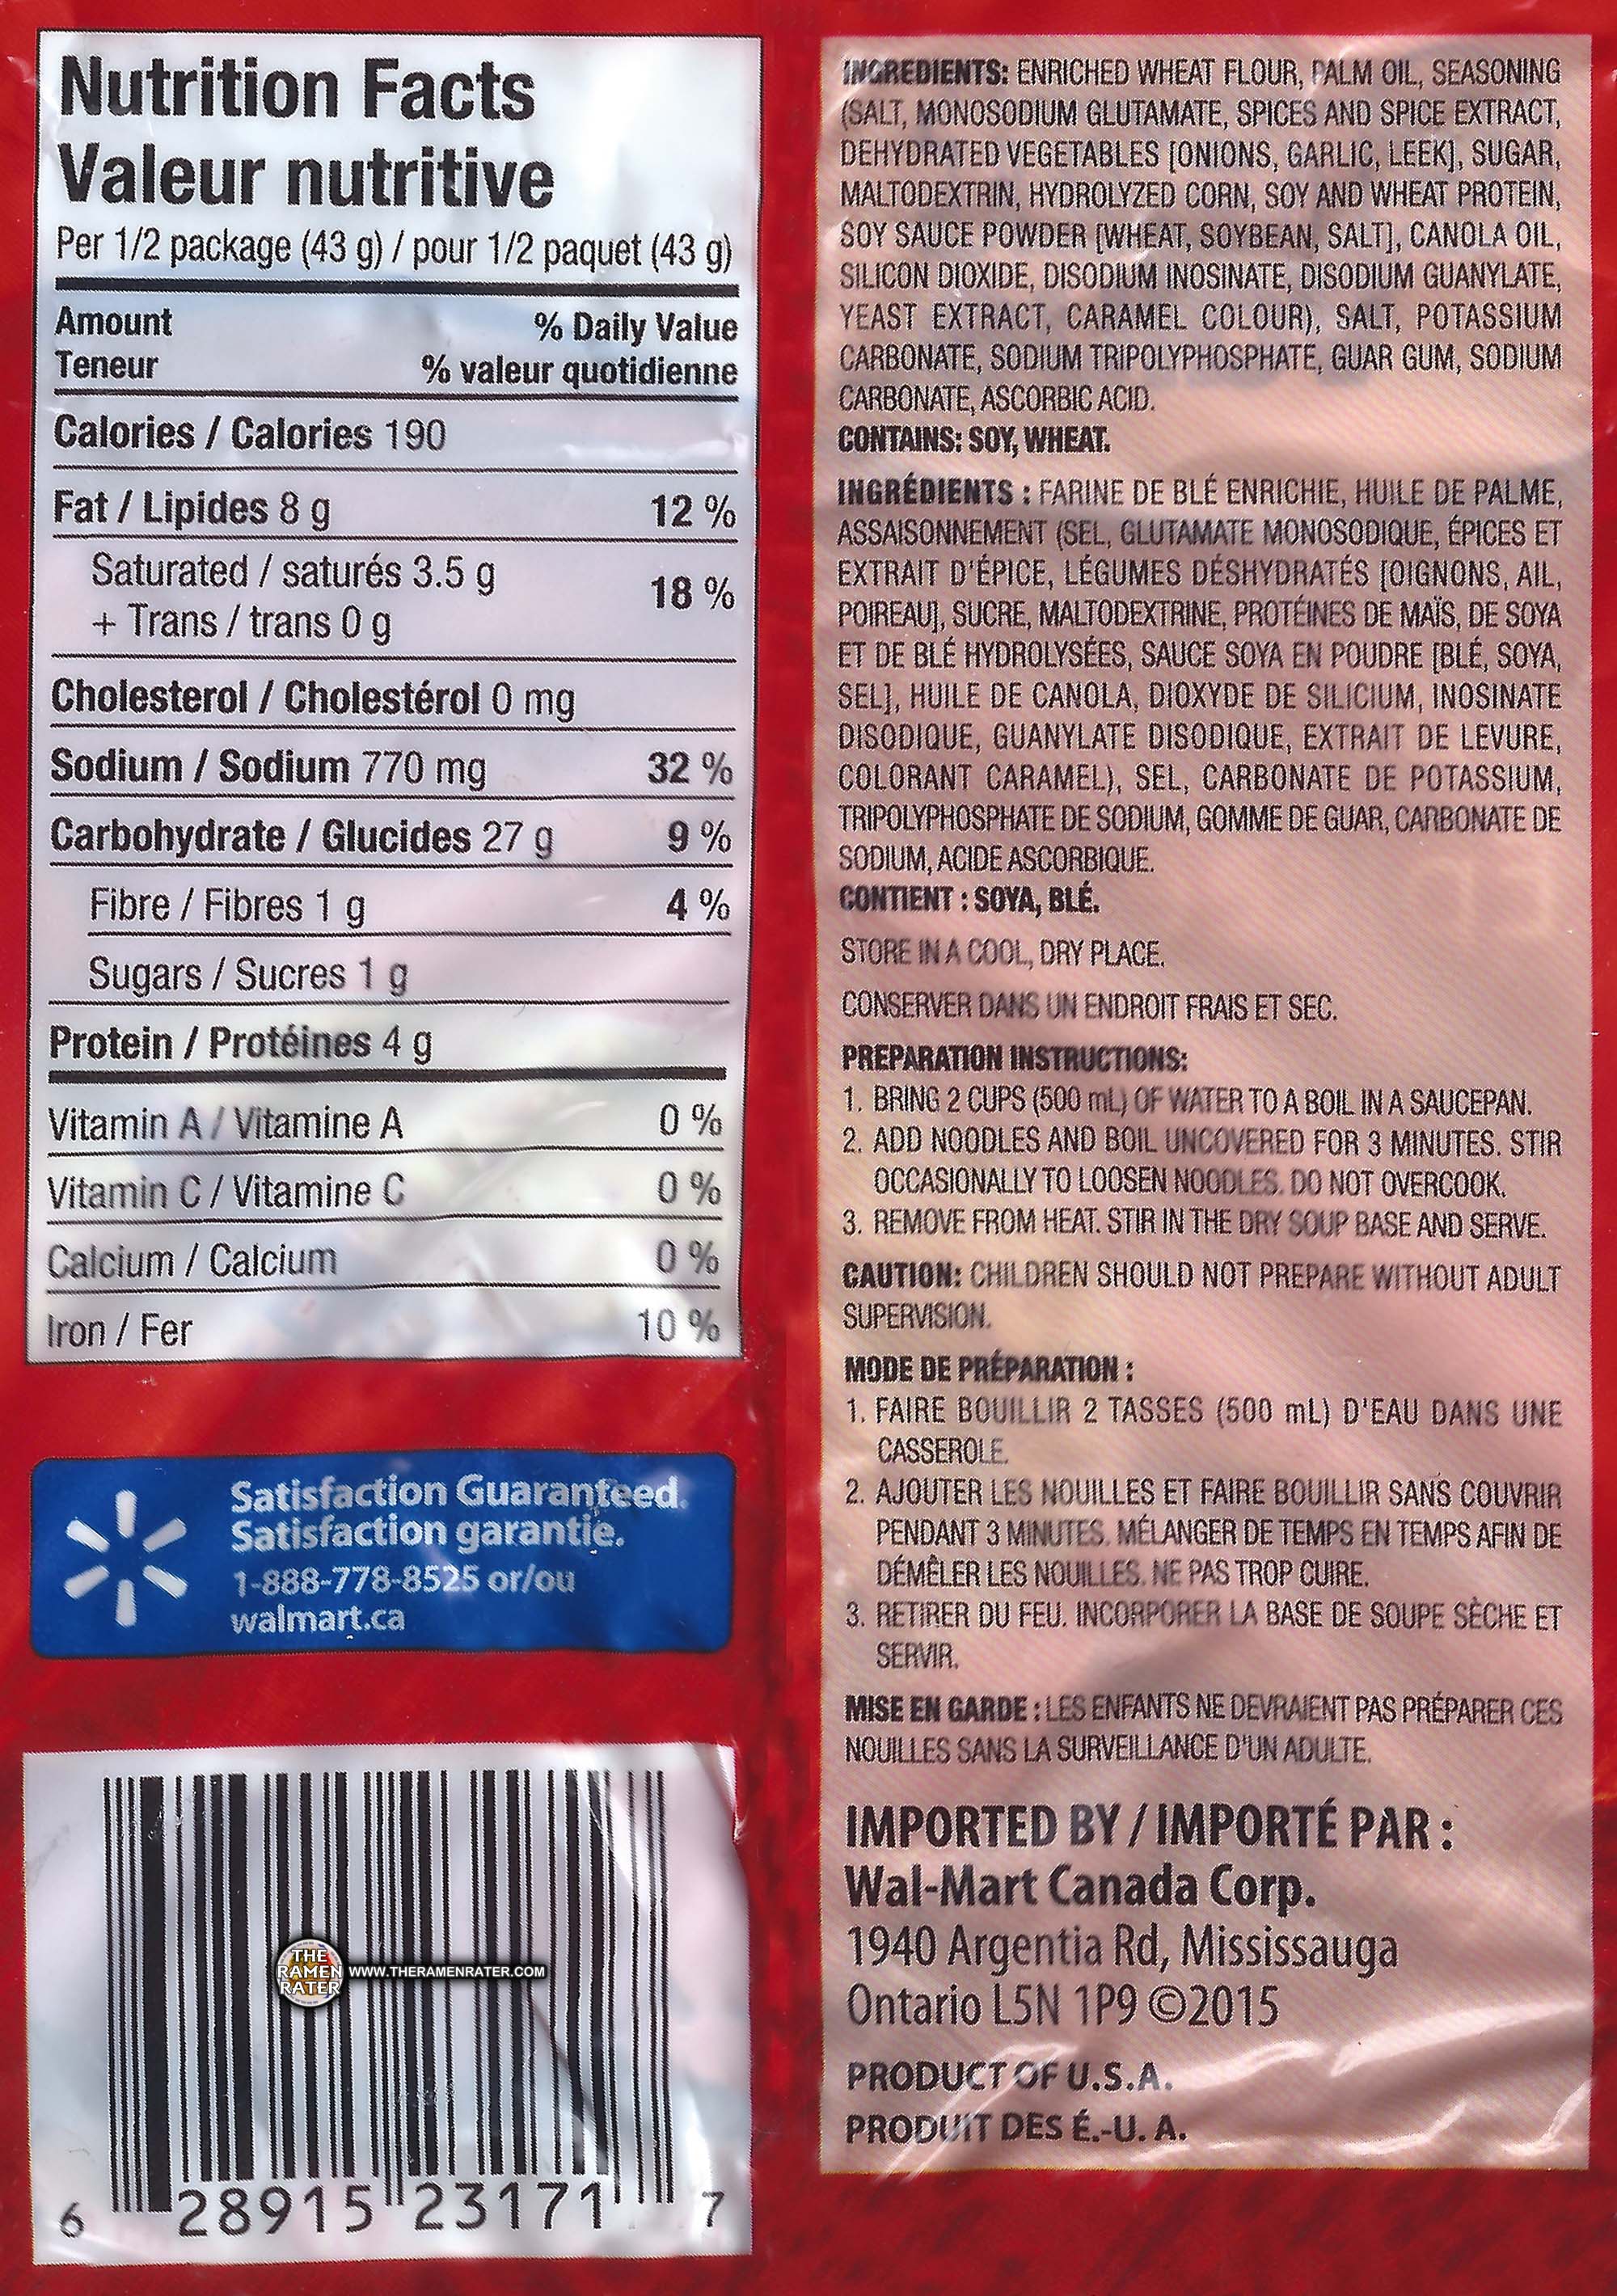 Nutrition Facts
Valeur nutritive
Per 1/2 package (43 g) / pour 1/2 paquet (43 g)
Amount % Daily Value
Teneur % valeur quotidienne
Calories / Calories 190
Fat / Lipides 8 g 12 %
Saturated / saturés 3.5 g
+ Trans / trans 0 g 18 %
Cholesterol / Cholestérol 0 mg
Sodium / Sodium 770 mg 32 %
Carbohydrate / Glucides 27 g 9 %
Fibre / Fibres 1 g 4 %
Sugars / Sucres 1 g
Protein / Protéines 4 g
Vitamin A / Vitamine A 0 %
Vitamin C / Vitamine C 0 %
Calcium / Calcium 0 %
Iron / Fer 10 %
Satisfaction Guaranteed.
Satisfaction garantie.
1-888-778-8525 or/ou
walmart.ca
THE
RAMEN
RATER
WWW.THERAMENRATER.COM
6 28915 23171 7
INGREDIENTS: ENRICHED WHEAT FLOUR, PALM OIL, SEASONING
(SALT, MONOSODIUM GLUTAMATE, SPICES AND SPICE EXTRACT,
DEHYDRATED VEGETABLES [ONIONS, GARLIC, LEEK], SUGAR,
MALTODEXTRIN, HYDROLYZED CORN, SOY AND WHEAT PROTEIN,
SOY SAUCE POWDER [WHEAT, SOYBEAN, SALT], CANOLA OIL,
SILICON DIOXIDE, DISODIUM INOSINATE, DISODIUM GUANYLATE,
YEAST EXTRACT, CARAMEL COLOUR), SALT, POTASSIUM
CARBONATE, SODIUM TRIPOLYPHOSPHATE, GUAR GUM, SODIUM
CARBONATE, ASCORBIC ACID.
CONTAINS: SOY, WHEAT.
INGRÉDIENTS : FARINE DE BLÉ ENRICHIE, HUILE DE PALME,
ASSAISONNEMENT (SEL, GLUTAMATE MONOSODIQUE, ÉPICES ET
EXTRAIT D'ÉPICE, LÉGUMES DÉSHYDRATÉS [OIGNONS, AIL,
POIREAU], SUCRE, MALTODEXTRINE, PROTÉINES DE MAÏS, DE SOYA
ET DE BLÉ HYDROLYSÉES, SAUCE SOYA EN POUDRE [BLÉ, SOYA,
SEL], HUILE DE CANOLA, DIOXYDE DE SILICIUM, INOSINATE
DISODIQUE, GUANYLATE DISODIQUE, EXTRAIT DE LEVURE,
COLORANT CARAMEL), SEL, CARBONATE DE POTASSIUM,
TRIPOLYPHOSPHATE DE SODIUM, GOMME DE GUAR, CARBONATE DE
SODIUM, ACIDE ASCORBIQUE.
CONTIENT : SOYA, BLÉ.
STORE IN A COOL, DRY PLACE.
CONSERVER DANS UN ENDROIT FRAIS ET SEC.
PREPARATION INSTRUCTIONS:
1. BRING 2 CUPS (500 mL) OF WATER TO A BOIL IN A SAUCEPAN.
2. ADD NOODLES AND BOIL UNCOVERED FOR 3 MINUTES. STIR
OCCASIONALLY TO LOOSEN NOODLES. DO NOT OVERCOOK.
3. REMOVE FROM HEAT. STIR IN THE DRY SOUP BASE AND SERVE.
CAUTION: CHILDREN SHOULD NOT PREPARE WITHOUT ADULT
SUPERVISION.
MODE DE PRÉPARATION :
1. FAIRE BOUILLIR 2 TASSES (500 mL) D'EAU DANS UNE
CASSEROLE.
2. AJOUTER LES NOUILLES ET FAIRE BOUILLIR SANS COUVRIR
PENDANT 3 MINUTES. MÉLANGER DE TEMPS EN TEMPS AFIN DE
DÉMÊLER LES NOUILLES. NE PAS TROP CUIRE.
3. RETIRER DU FEU. INCORPORER LA BASE DE SOUPE SÈCHE ET
SERVIR.
MISE EN GARDE : LES ENFANTS NE DEVRAIENT PAS PRÉPARER CES
NOUILLES SANS LA SURVEILLANCE D'UN ADULTE.
IMPORTED BY / IMPORTÉ PAR :
Wal-Mart Canada Corp.
1940 Argentia Rd, Mississauga
Ontario L5N 1P9 ©2015
PRODUCT OF U.S.A.
PRODUIT DES É.-U. A.